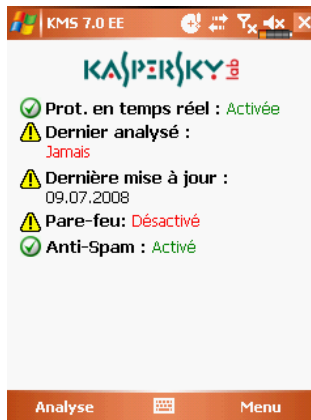 KMS 7.0 EE
KASPERSKY lab
Prot. en temps réel : Activée
Dernier analysé :
Jamais
Dernière mise à jour :
09.07.2008
Pare-feu: Désactivé
Anti-Spam : Activé
Analyse Menu